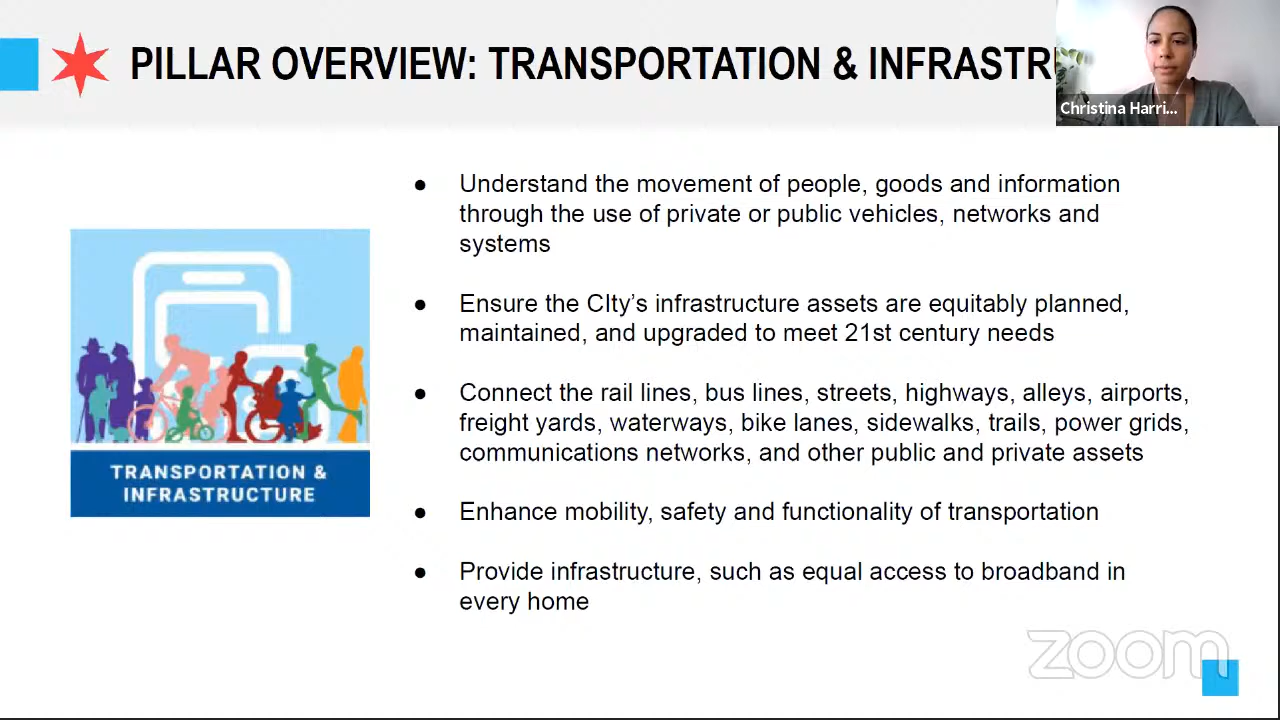 PILLAR OVERVIEW: TRANSPORTATION & INFRASTR
Christina Harri...
● Understand the movement of people, goods and information
through the use of private or public vehicles, networks and
systems
● Ensure the CIty’s infrastructure assets are equitably planned,
maintained, and upgraded to meet 21st century needs
● Connect the rail lines, bus lines, streets, highways, alleys, airports,
freight yards, waterways, bike lanes, sidewalks, trails, power grids,
communications networks, and other public and private assets
● Enhance mobility, safety and functionality of transportation
● Provide infrastructure, such as equal access to broadband in
every home
TRANSPORTATION &
INFRASTRUCTURE
zoom